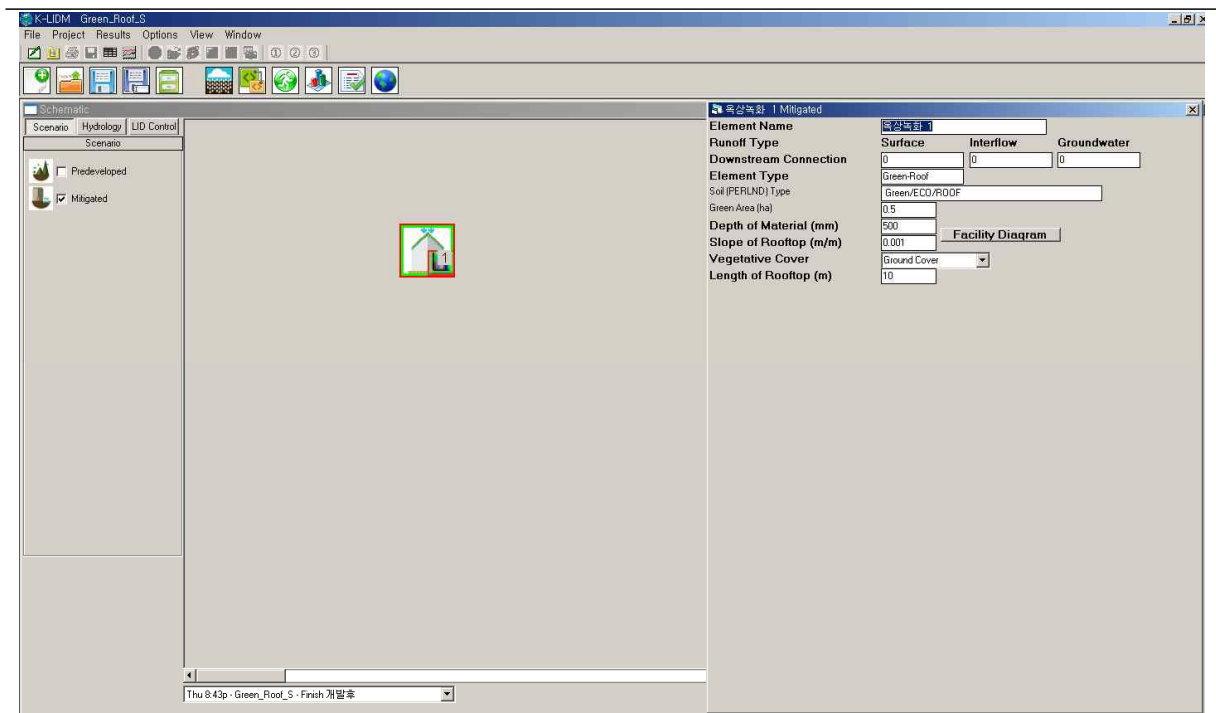 K-LIDM Green_Roof_S
File Project Results Options View Window
① ② ③
Schematic
Scenario Hydrology LID Control
Scenario
Predeveloped
Mitigated
1
Thu 8:43p - Green_Roof_S - Finish 개발후
옥상녹화 1 Mitigated
Element Name 옥상녹화 1
Runoff Type Surface Interflow Groundwater
Downstream Connection 0 0 0
Element Type Green-Roof
Soil (PERLND) Type Green/ECO/ROOF
Green Area (ha) 0.5
Depth of Material (mm) 500
Facility Diagram
Slope of Rooftop (m/m) 0.001
Vegetative Cover Ground Cover
Length of Rooftop (m) 10